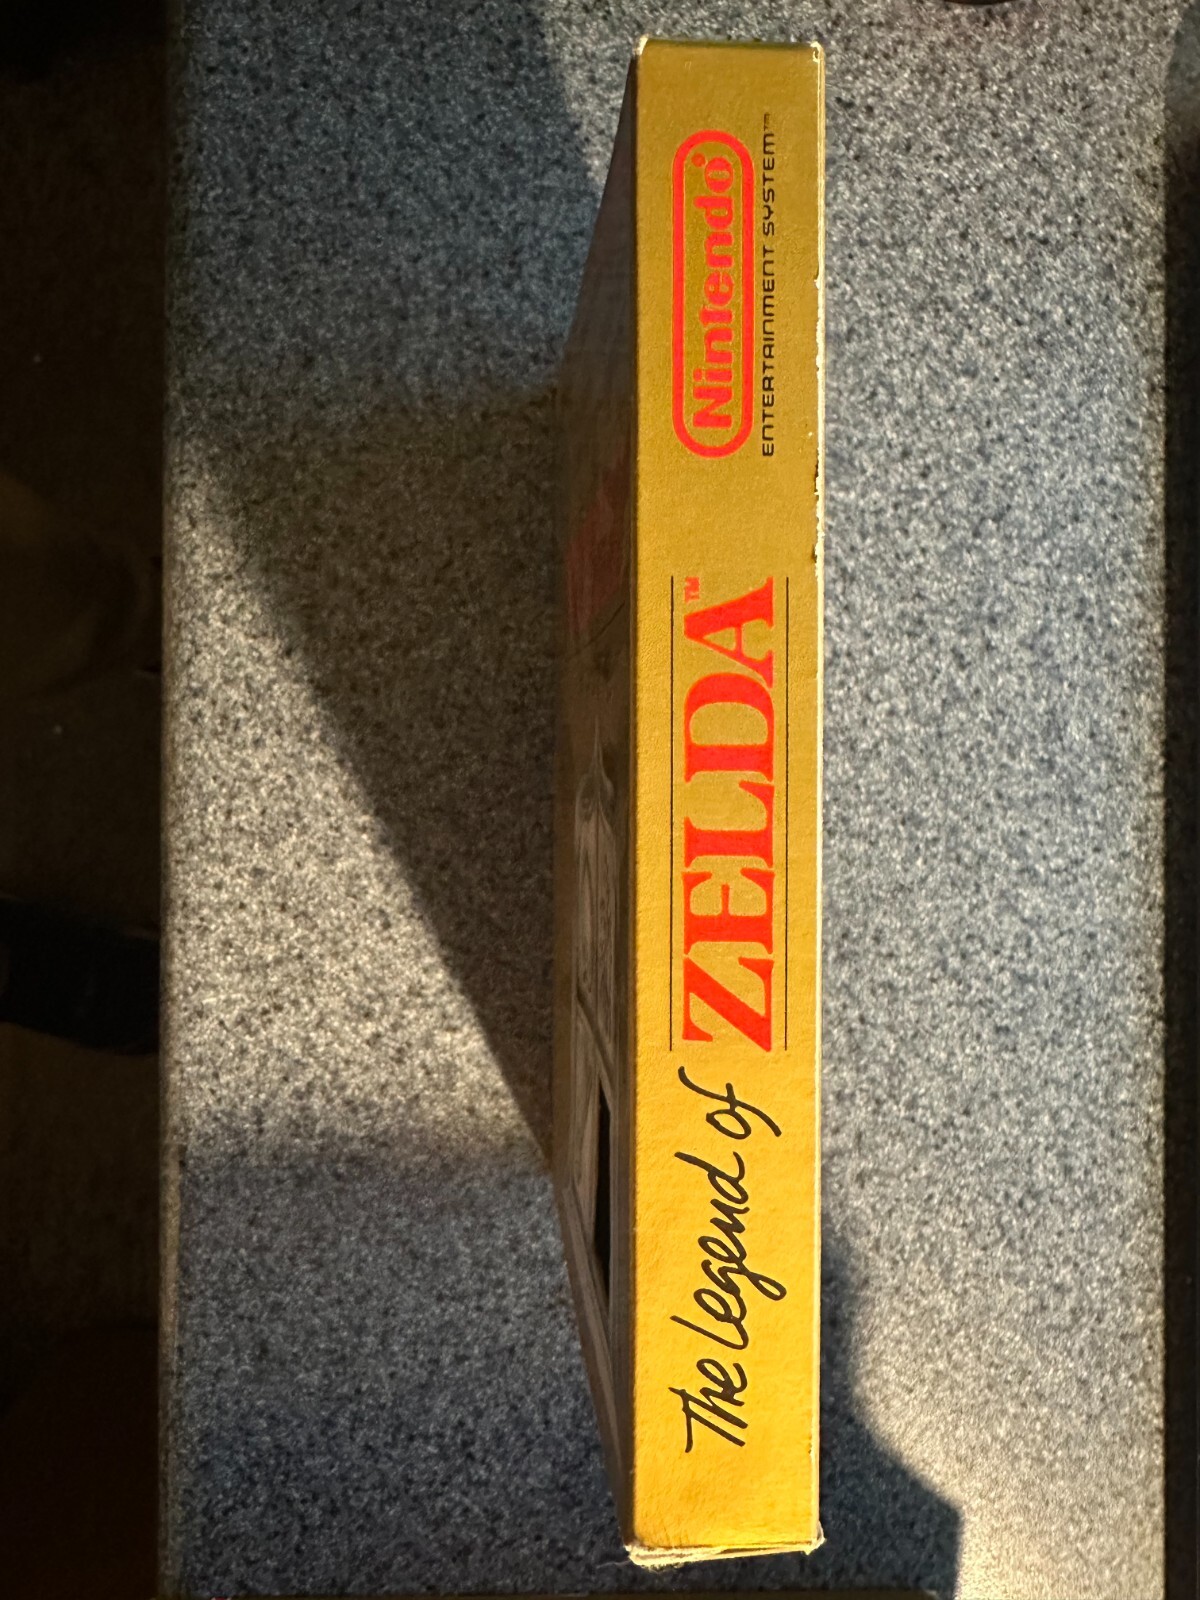 The Legend of
ZELDA™
Nintendo®
ENTERTAINMENT SYSTEM™